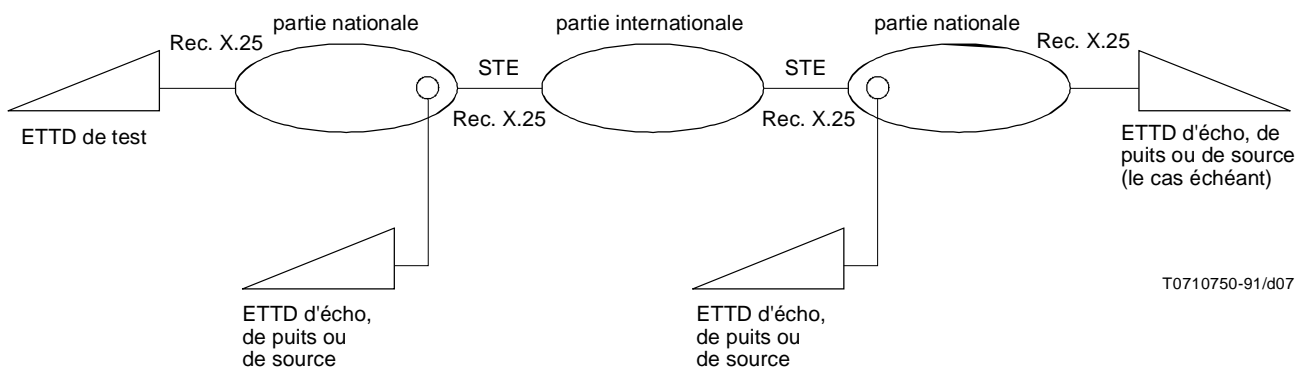 partie nationale
partie internationale
partie nationale
Rec. X.25
STE
STE
Rec. X.25
Rec. X.25
Rec. X.25
ETTD de test
ETTD d'écho, de
puits ou de source
(le cas échéant)
T0710750-91/d07
ETTD d'écho,
de puits ou
de source
ETTD d'écho,
de puits ou
de source